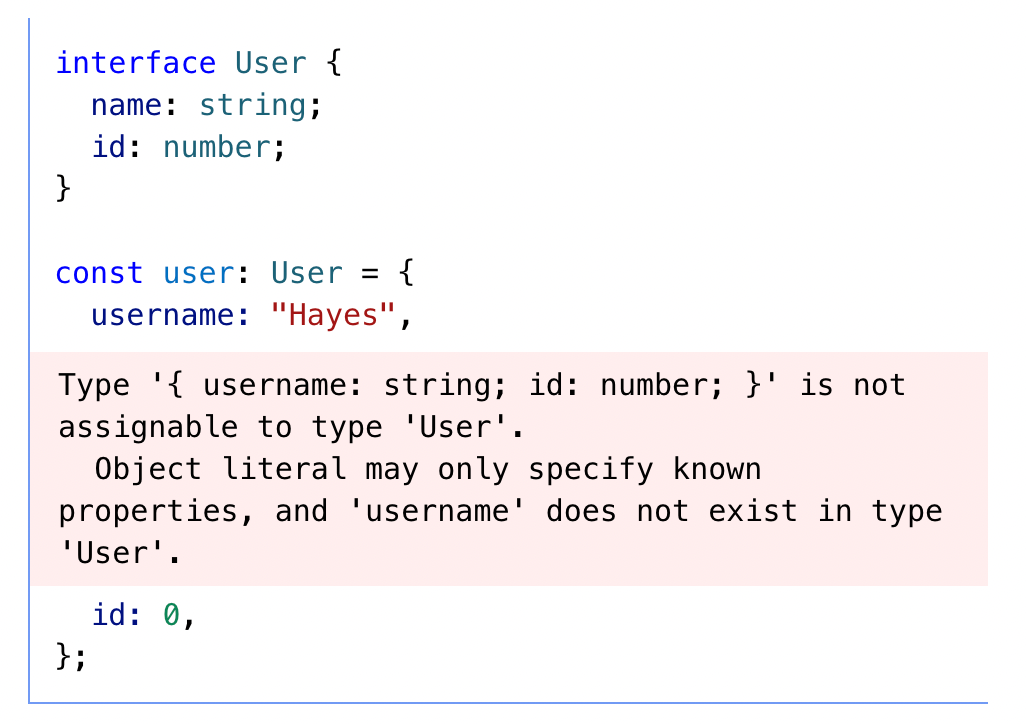 interface User {
  name: string;
  id: number;
}

const user: User = {
  username: "Hayes",
Type '{ username: string; id: number; }' is not
assignable to type 'User'.
  Object literal may only specify known
properties, and 'username' does not exist in type
'User'.
  id: 0,
};